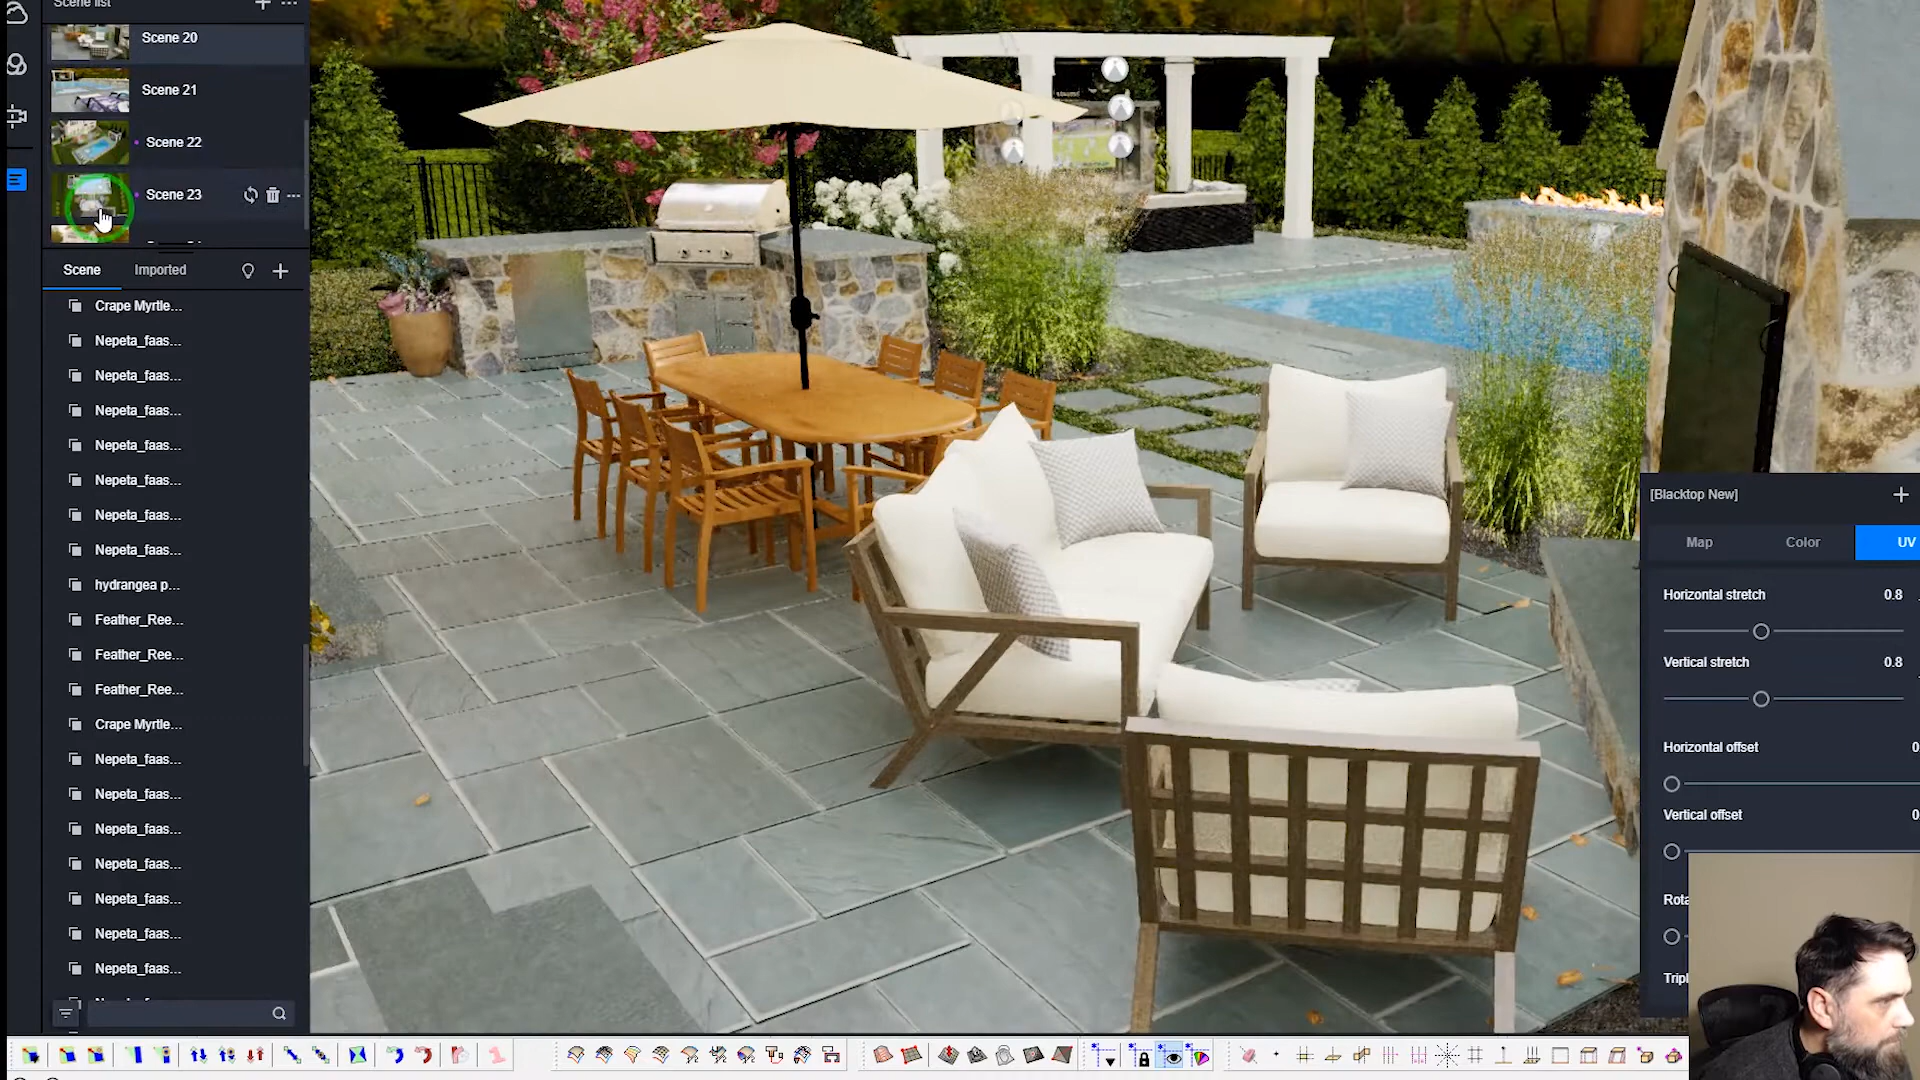 Scene list
Scene 20
Scene 21
Scene 22
Scene 23
Scene
Imported
Crape Myrtle...
Nepeta_faas...
Nepeta_faas...
Nepeta_faas...
Nepeta_faas...
Nepeta_faas...
Nepeta_faas...
Nepeta_faas...
hydrangea p...
Feather_Ree...
Feather_Ree...
Feather_Ree...
Crape Myrtle...
Nepeta_faas...
Nepeta_faas...
Nepeta_faas...
Nepeta_faas...
Nepeta_faas...
Nepeta_faas...
Nepeta_faas...
[Blacktop New]
Map
Color
UV
Horizontal stretch
0.8
Vertical stretch
0.8
Horizontal offset
Vertical offset